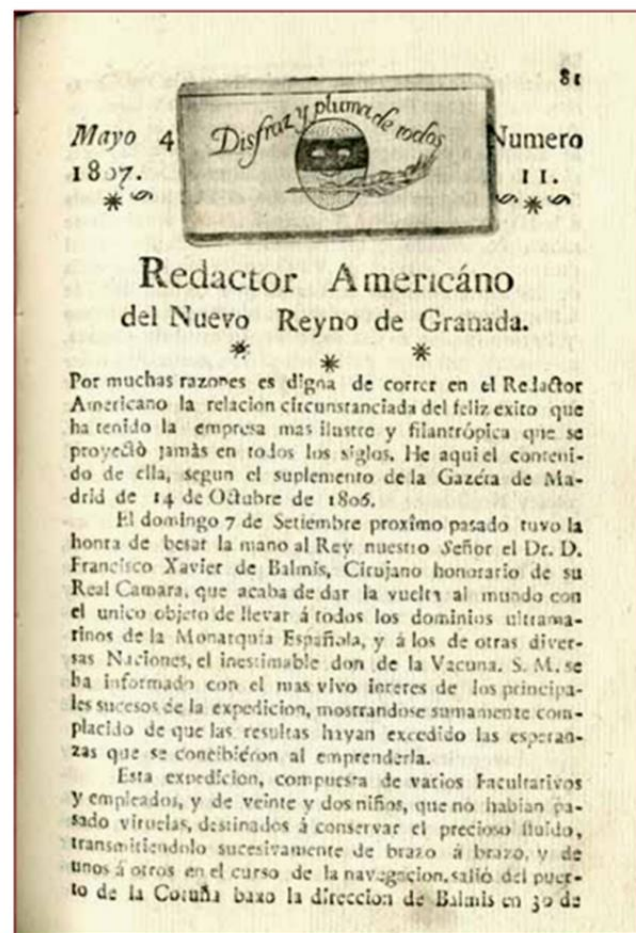 81
Disfraz y pluma de todos
Mayo 4
Numero
1807.
11.
Redactor Americáno
del Nuevo Reyno de Granada.
Por muchas razones es digna de correr en el Redactor
Americano la relacion circunstanciada del feliz exito que
ha tenido la empresa mas ilustre y filantrópica que se
proyectò jamàs en todos los siglos. He aqui el conteni-
do de ella, segun el suplemento de la Gazéta de Ma-
drid de 14 de Octubre de 1806.
El domingo 7 de Setiembre proximo pasado tuvo la
honra de besar la mano al Rey nuestro Señor el Dr. D.
Francisco Xavier de Balmis, Cirujano honorario de su
Real Camara, que acaba de dar la vuelta al mundo con
el unico objeto de llevar á todos los dominios ultrama-
rinos de la Monarquía Española, y á los de otras diver-
sas Naciones, el inestimable don de la Vacuna. S. M. se
ha informado con el mas vivo interes de los principa-
les sucesos de la expedicion, mostrandose sumamente com-
placido de que las resultas hayan excedido las esperan-
zas que se concibiéron al emprenderla.
Esta expedicion, compuesta de varios Facultativos
y empleados, y de veinte y dos niños, que no habian pa-
sado viruelas, destinados á conservar el precioso fluido,
transmitiendolo sucesivamente de brazo á brazo, y de
unos á otros en el curso de la navegacion, salió del puer-
to de la Coruña baxo la direccion de Balmis en 30 de